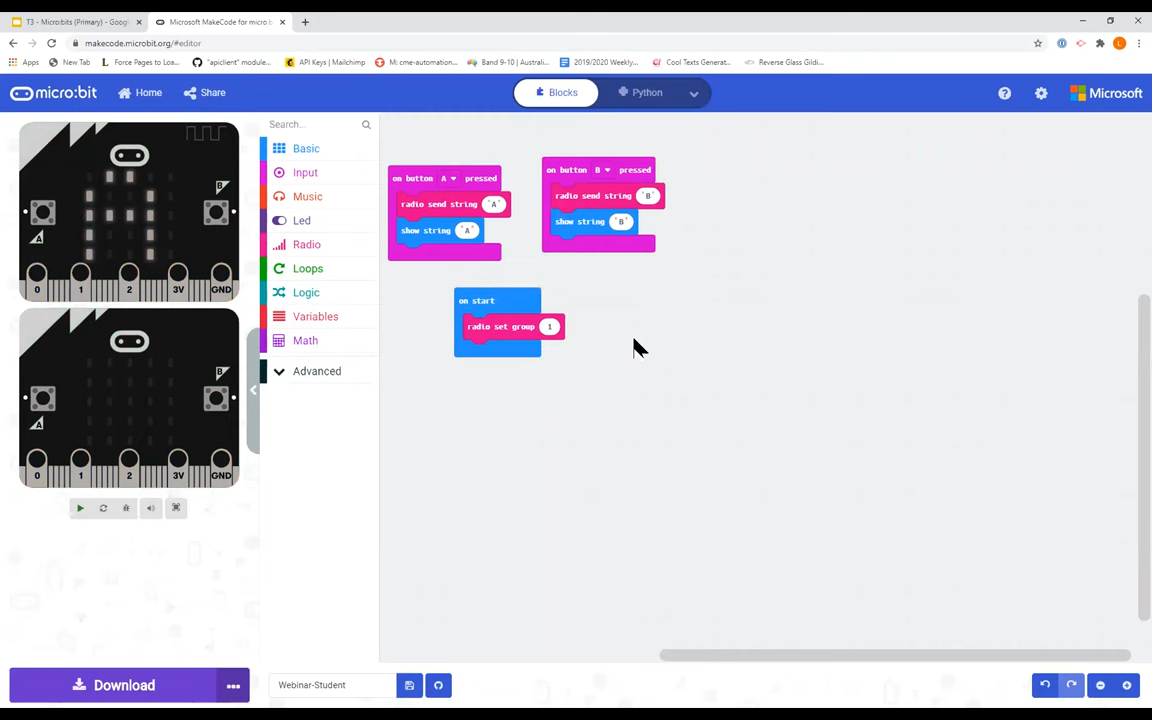 T3 - Micro:bits (Primary) - Googl
Microsoft MakeCode for micro:b
makecode.microbit.org/#editor
Apps
New Tab
Force Pages to Loa...
"apiclient" module...
API Keys | Mailchimp
M: cme-automation...
Band 9-10 | Australi...
2019/2020 Weekly...
Cool Texts Generat...
Reverse Glass Gildi...
L
micro:bit
Home
Share
Blocks
Python
Microsoft
Search...
Basic
Input
Music
Led
Radio
Loops
Logic
Variables
Math
Advanced
B
A
0 1 2 3V GND
B
A
0 1 2 3V GND
on button A pressed
radio send string "A"
show string "A"
on button B pressed
radio send string "B"
show string "B"
on start
radio set group 1
Download
Webinar-Student